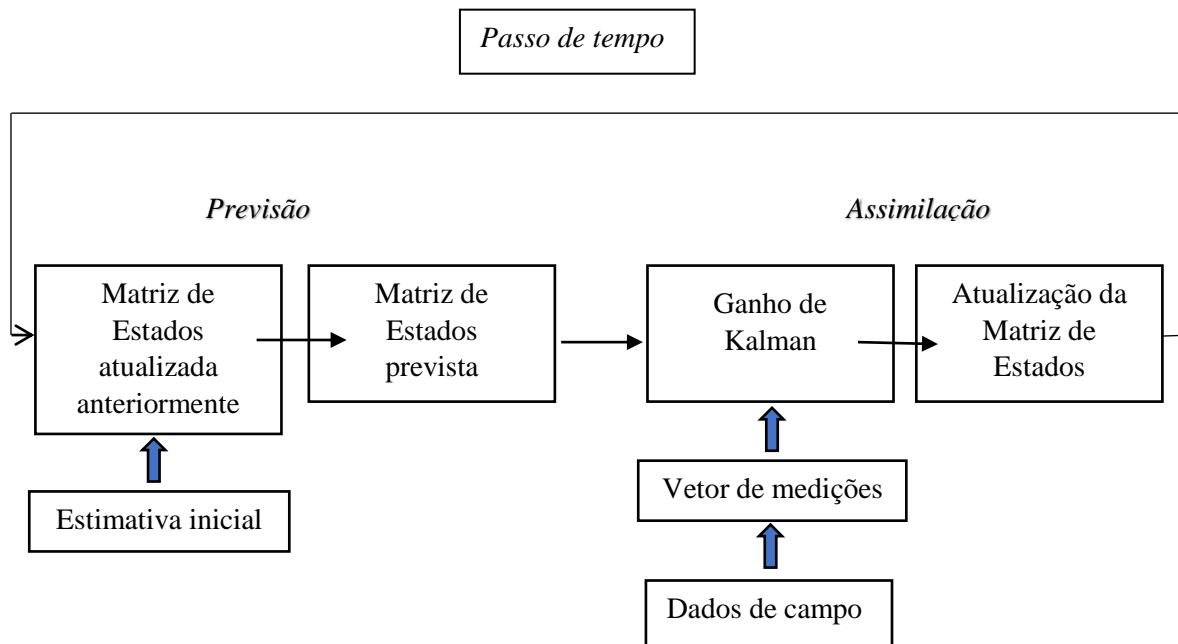 Passo de tempo
Previsão
Assimilação
Matriz de
Estados
atualizada
anteriormente
Matriz de
Estados
prevista
Ganho de
Kalman
Atualização da
Matriz de
Estados
Estimativa inicial
Vetor de medições
Dados de campo